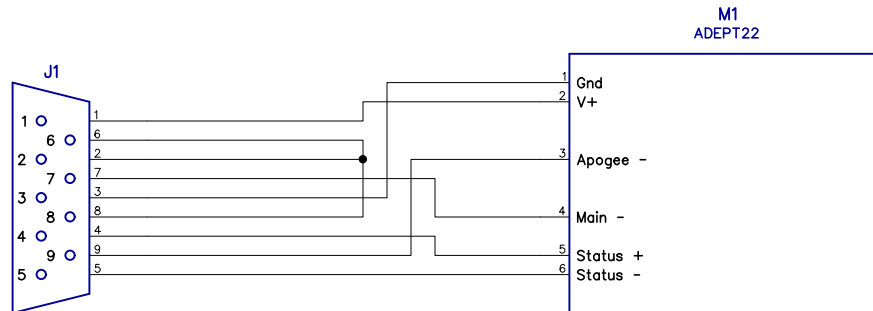 M1
ADEPT22
J1
1 Gnd
2 V+
1 1
6 6
2 2
3 Apogee -
7 7
3 3
8 8
4 Main -
4 4
9 9
5 Status +
5 5
6 Status -